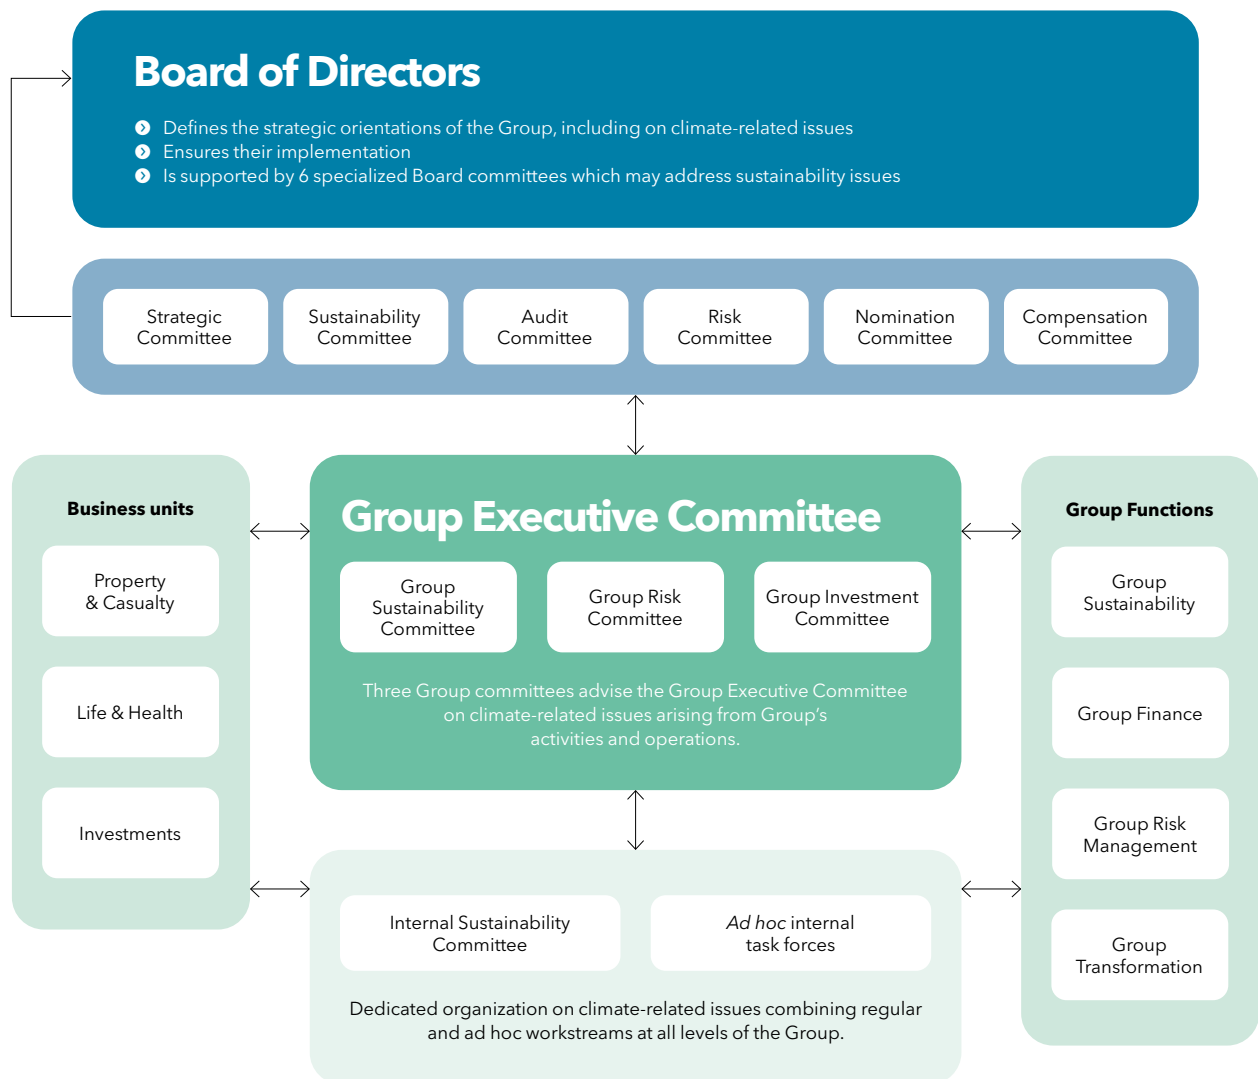 Board of Directors
Defines the strategic orientations of the Group, including on climate-related issues
Ensures their implementation
Is supported by 6 specialized Board committees which may address sustainability issues
Strategic
Committee
Sustainability
Committee
Audit
Committee
Risk
Committee
Nomination
Committee
Compensation
Committee
Business units
Property
& Casualty
Life & Health
Investments
Group Executive Committee
Group
Sustainability
Committee
Group Risk
Committee
Group Investment
Committee
Three Group committees advise the Group Executive Committee
on climate-related issues arising from Group’s
activities and operations.
Group Functions
Group
Sustainability
Group Finance
Group Risk
Management
Group
Transformation
Internal Sustainability
Committee
Ad hoc internal
task forces
Dedicated organization on climate-related issues combining regular
and ad hoc workstreams at all levels of the Group.